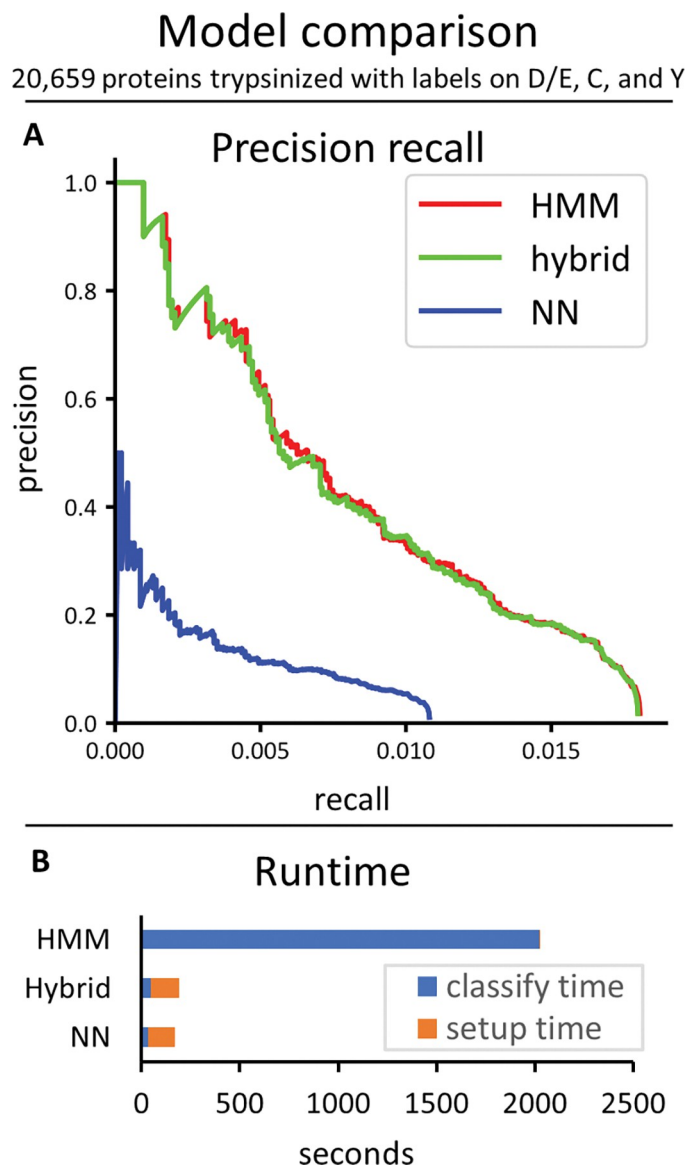 Model comparison
20,659 proteins trypsinized with labels on D/E, C, and Y
A
Precision recall
HMM
hybrid
NN
precision
1.0
0.8
0.6
0.4
0.2
0.0
0.000 0.005 0.010 0.015
recall
B
Runtime
HMM
Hybrid
NN
classify time
setup time
0 500 1000 1500 2000 2500
seconds